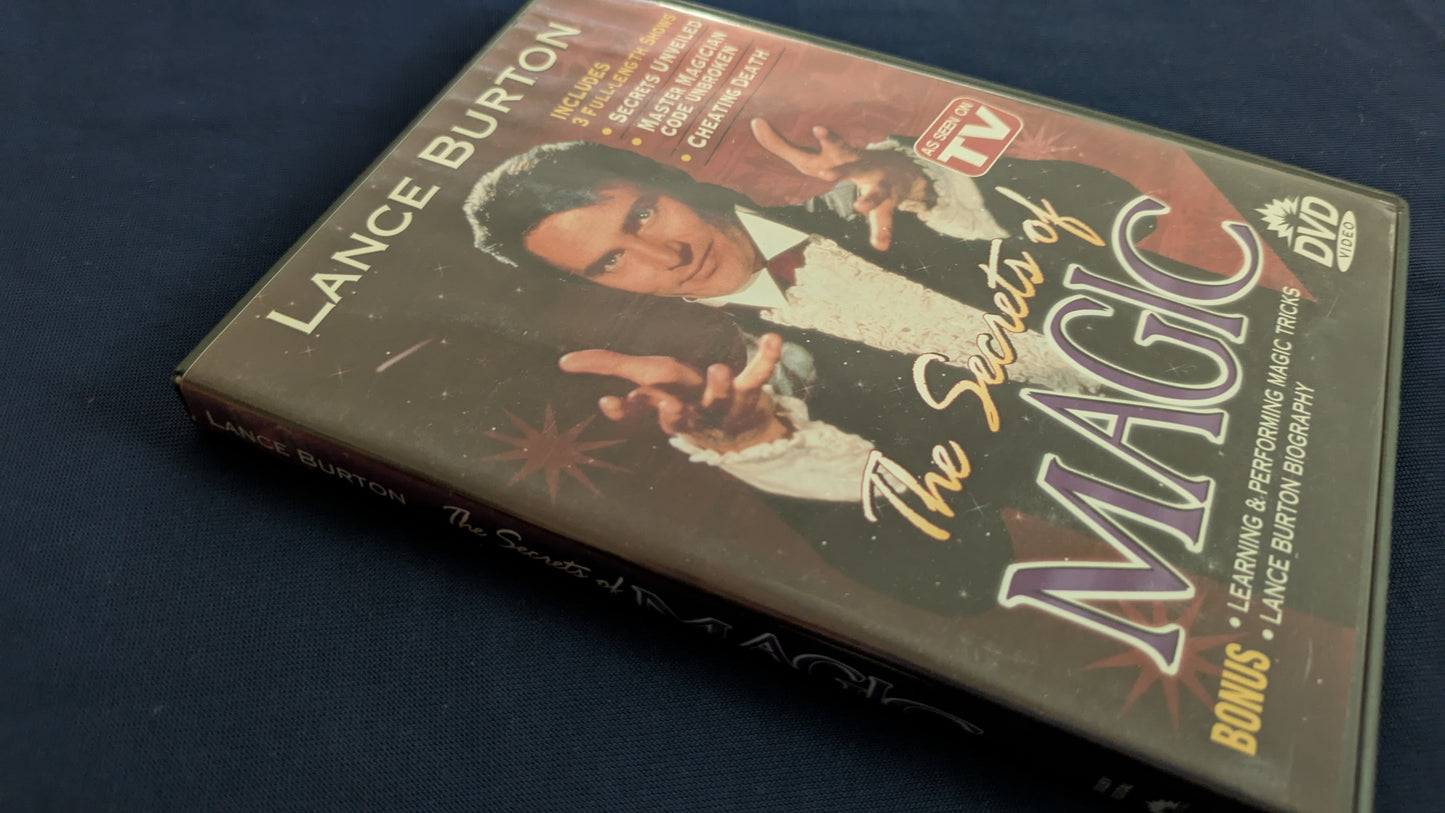 LANCE BURTON
INCLUDES
3 FULL-LENGTH SHOWS
• SECRETS UNVEILED
• MASTER MAGICIAN
CODE UNBROKEN
• CHEATING DEATH
AS SEEN ON
TV
The Secrets of
MAGIC
DVD
VIDEO
BONUS • LEARNING & PERFORMING MAGIC TRICKS
• LANCE BURTON BIOGRAPHY
LANCE BURTON The Secrets of MAGIC